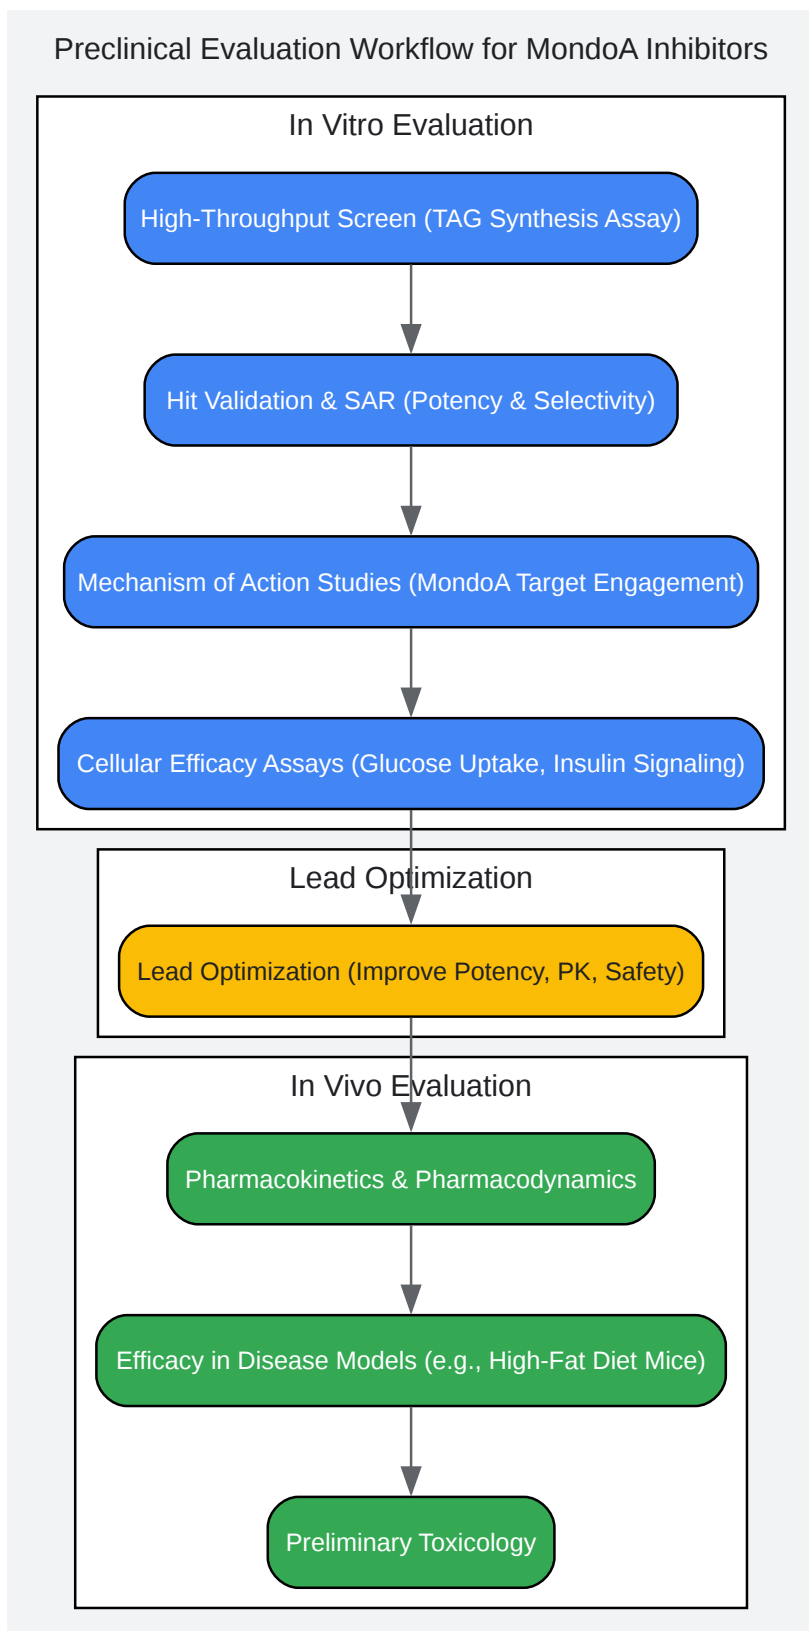 Preclinical Evaluation Workflow for MondoA Inhibitors
In Vitro Evaluation
High-Throughput Screen (TAG Synthesis Assay)
Hit Validation & SAR (Potency & Selectivity)
Mechanism of Action Studies (MondoA Target Engagement)
Cellular Efficacy Assays (Glucose Uptake, Insulin Signaling)
Lead Optimization
Lead Optimization (Improve Potency, PK, Safety)
In Vivo Evaluation
Pharmacokinetics & Pharmacodynamics
Efficacy in Disease Models (e.g., High-Fat Diet Mice)
Preliminary Toxicology